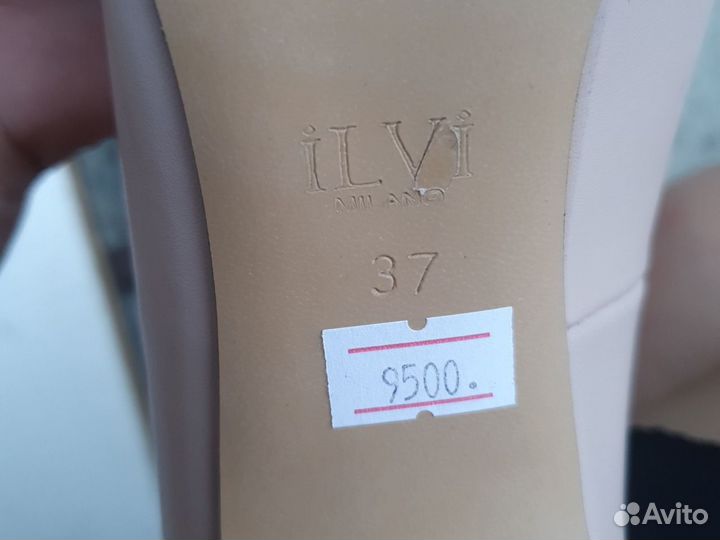 iLVi
MILANO
37
9500.
Avito